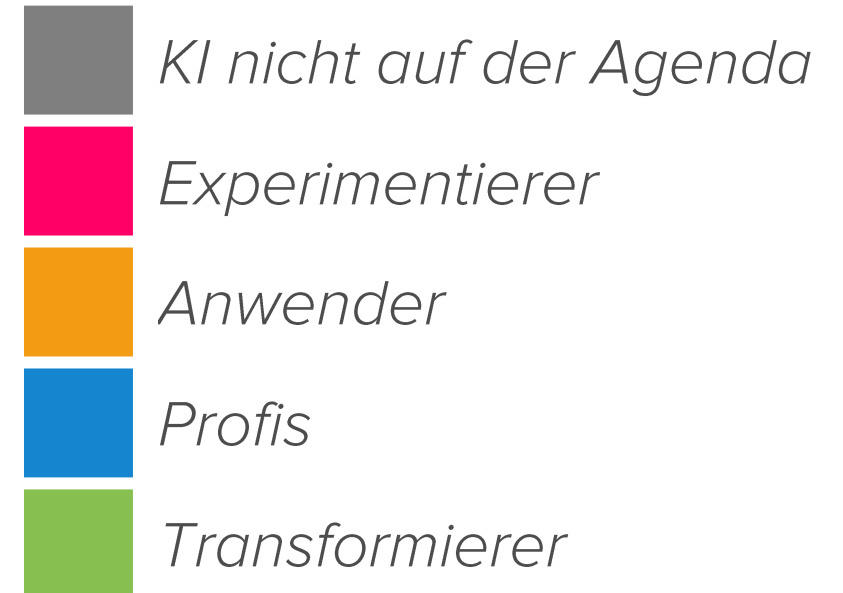 KI nicht auf der Agenda
Experimentierer
Anwender
Profis
Transformierer